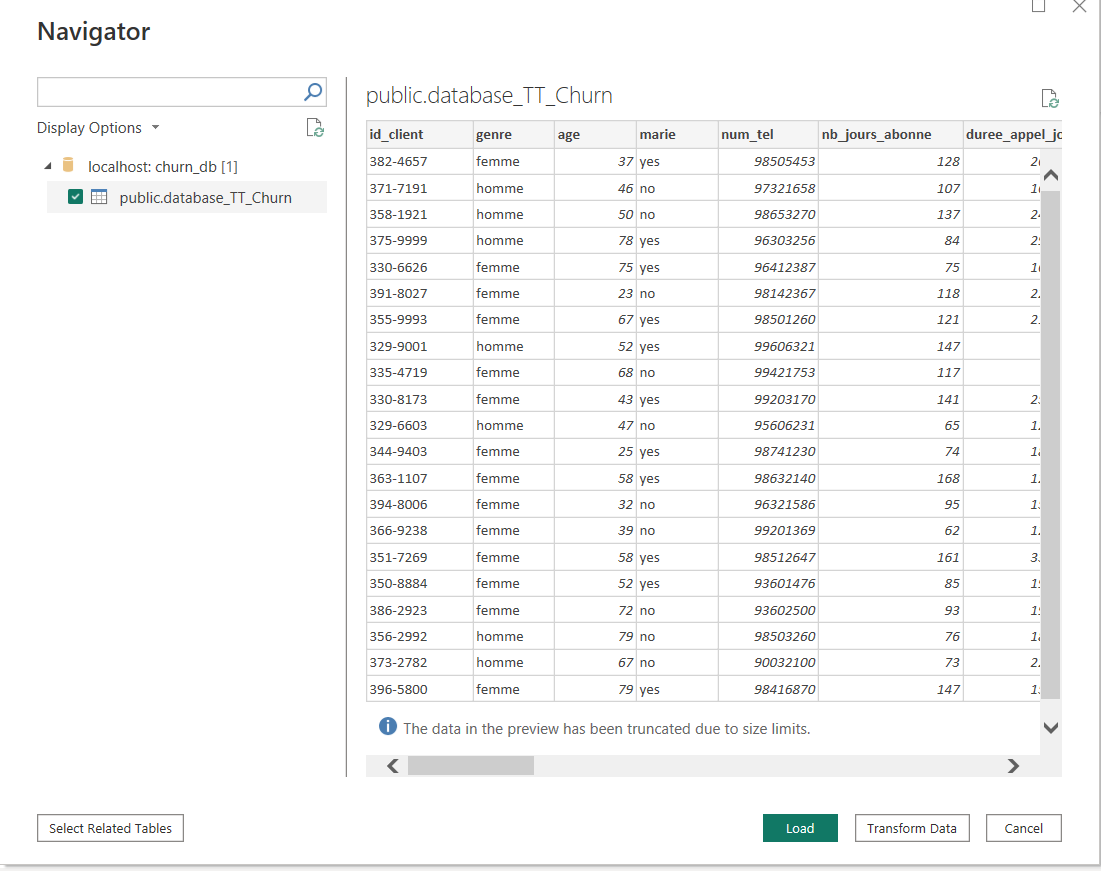 Navigator
Display Options
localhost: churn_db [1]
public.database_TT_Churn
public.database_TT_Churn
id_client genre age marie num_tel nb_jours_abonne duree_appel_jo
382-4657 femme 37 yes 98505453 128
371-7191 homme 46 no 97321658 107
358-1921 homme 50 no 98653270 137
375-9999 homme 78 yes 96303256 84
330-6626 femme 75 yes 96412387 75
391-8027 femme 23 no 98142367 118
355-9993 femme 67 yes 98501260 121
329-9001 homme 52 yes 99606321 147
335-4719 femme 68 no 99421753 117
330-8173 femme 43 yes 99203170 141
329-6603 homme 47 no 95606231 65
344-9403 femme 25 yes 98741230 74
363-1107 femme 58 yes 98632140 168
394-8006 femme 32 no 96321586 95
366-9238 femme 39 no 99201369 62
351-7269 femme 58 yes 98512647 161
350-8884 femme 52 yes 93601476 85
386-2923 femme 72 no 93602500 93
356-2992 homme 79 no 98503260 76
373-2782 homme 67 no 90032100 73
396-5800 femme 79 yes 98416870 147
The data in the preview has been truncated due to size limits.
Select Related Tables
Load
Transform Data
Cancel